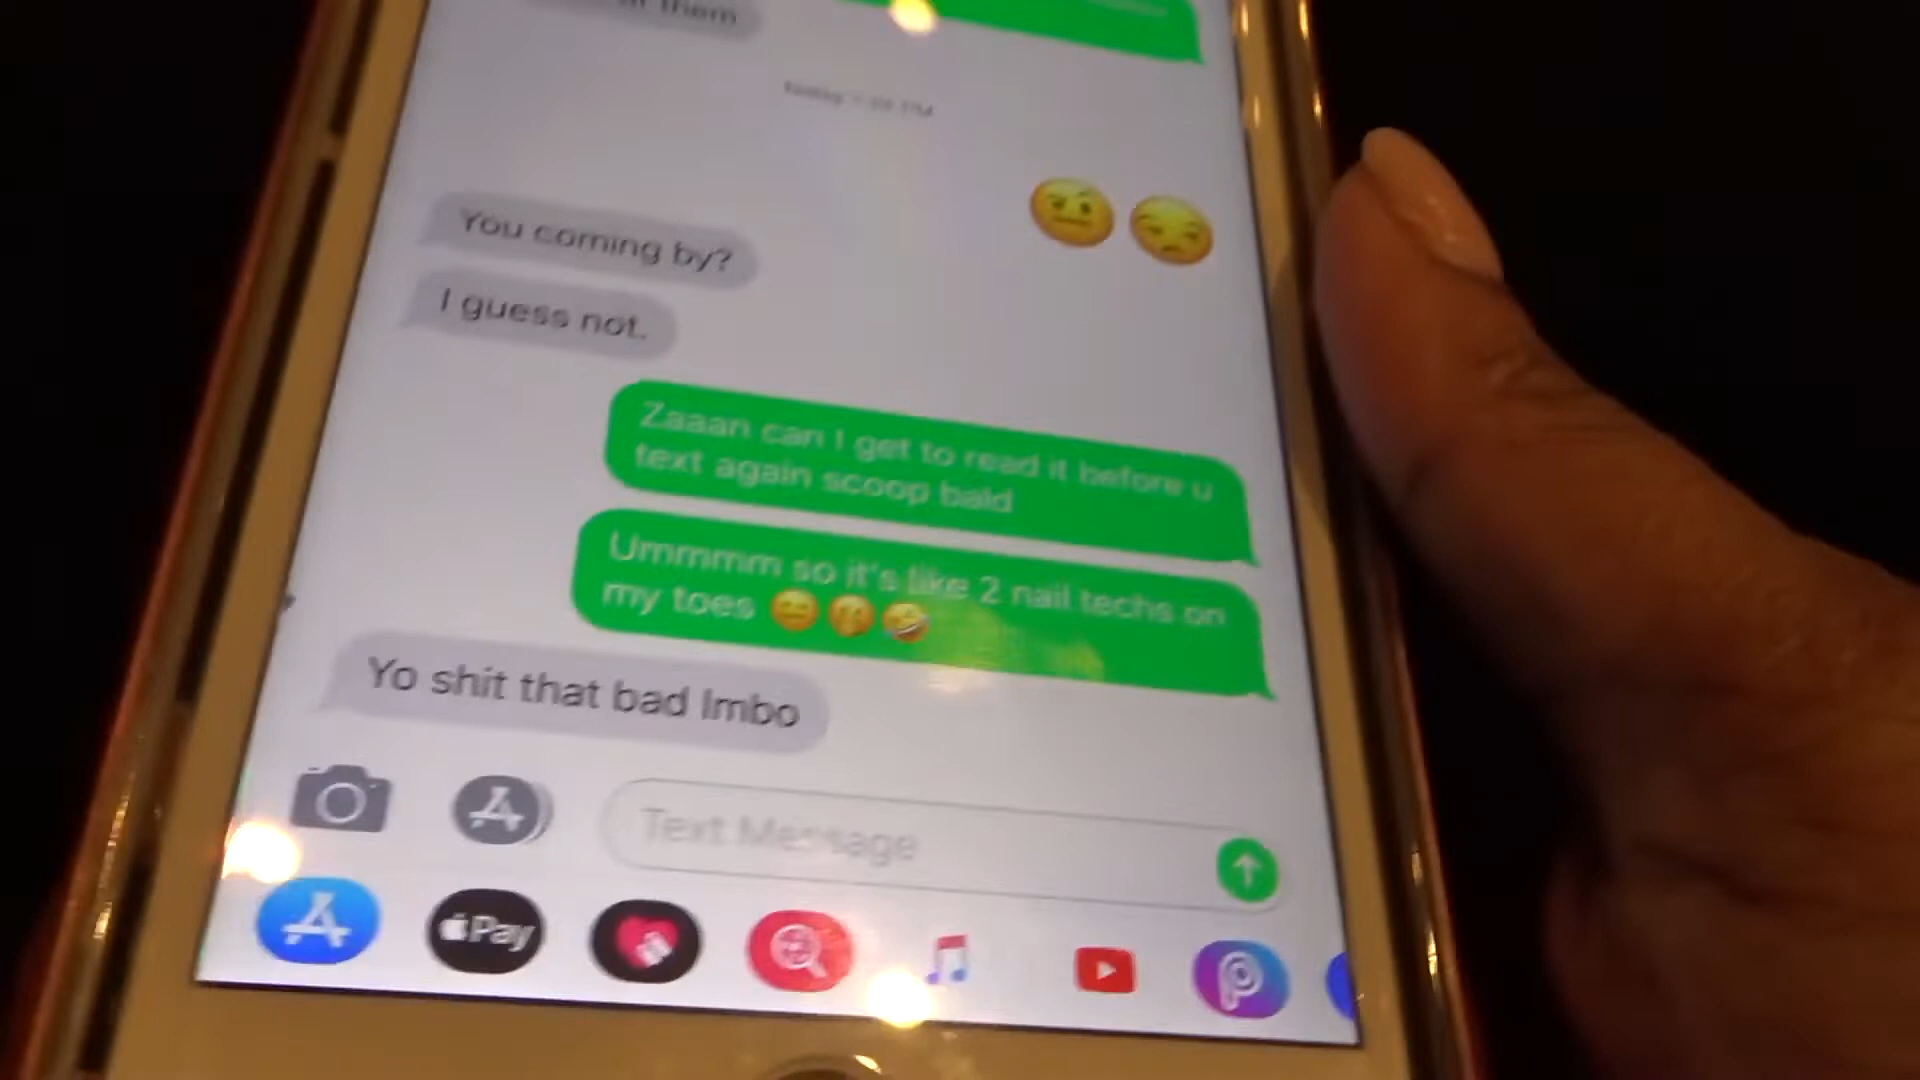 them
You coming by?
I guess not.
Zaaan can I get to read it before u
text again scoop bald
Ummmm so it's like 2 nail techs on
my toes 😑🤭🤣
Yo shit that bad lmbo
Text Message
Pay